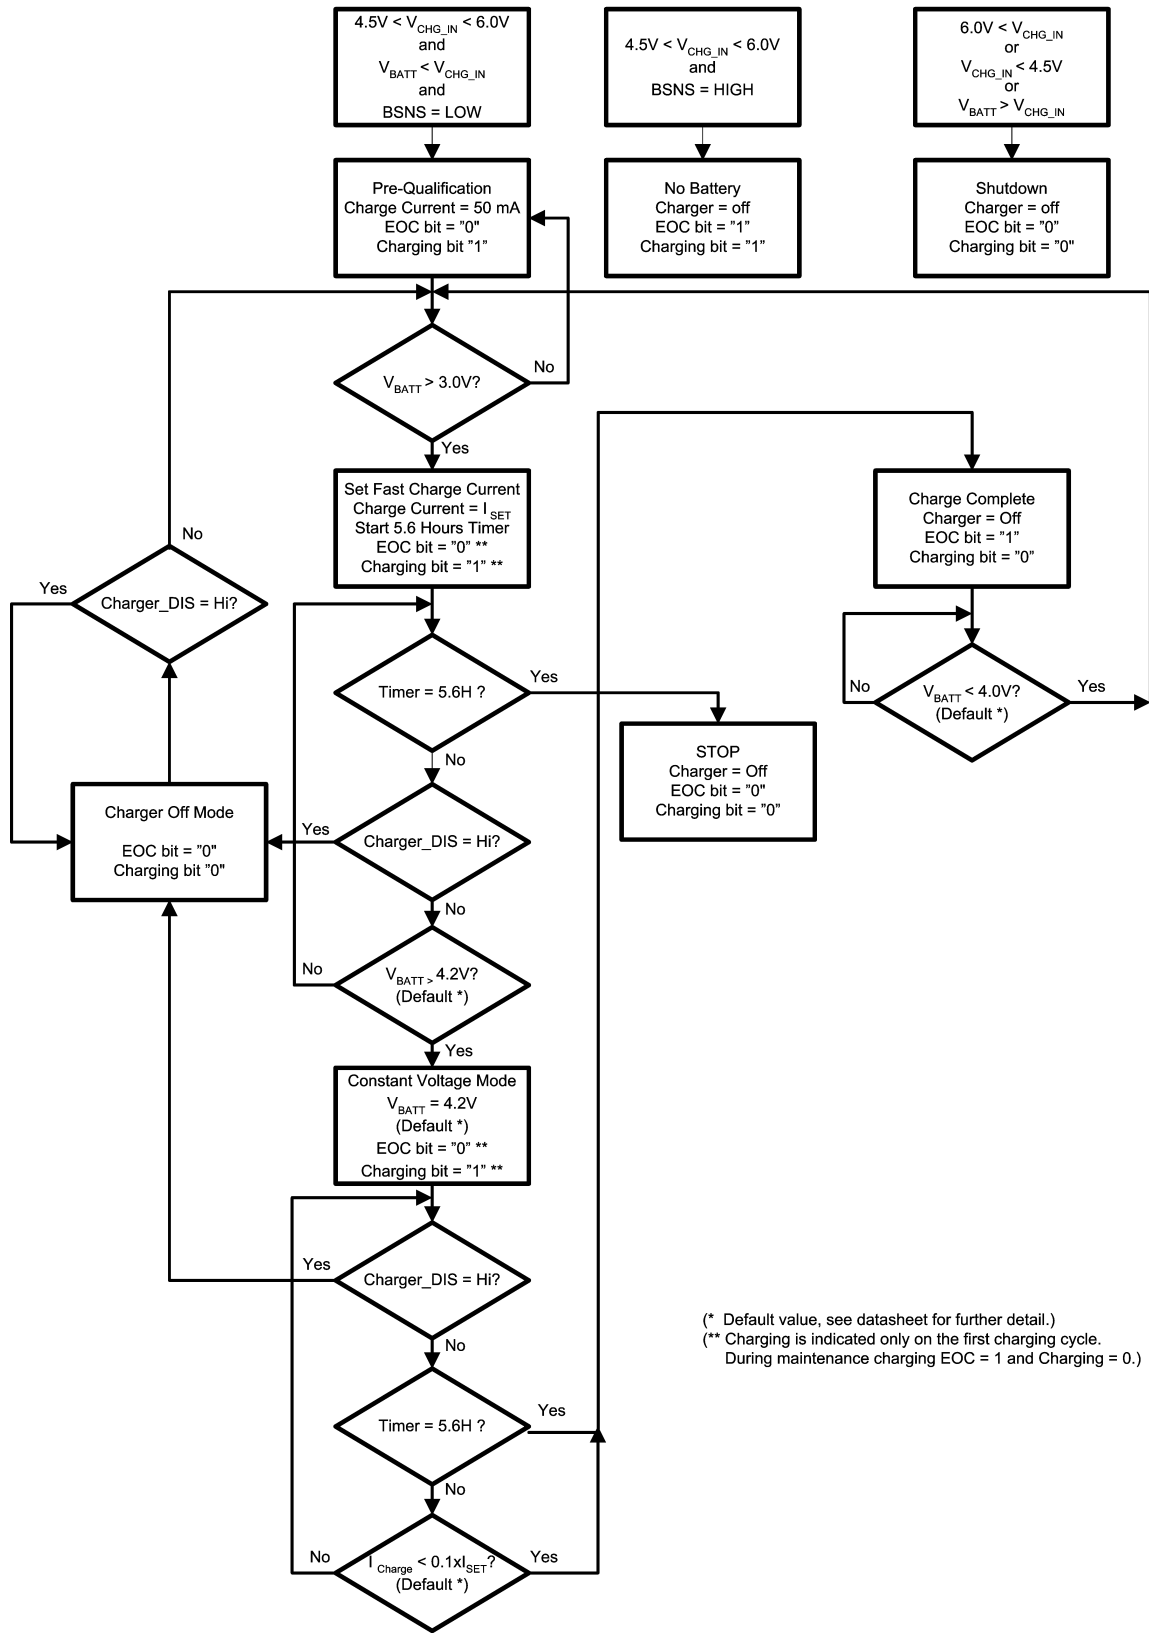 4.5V < VCHG_IN < 6.0V
and
VBATT < VCHG_IN
and
BSNS = LOW
4.5V < VCHG_IN < 6.0V
and
BSNS = HIGH
6.0V < VCHG_IN
or
VCHG_IN < 4.5V
or
VBATT > VCHG_IN
Pre-Qualification
Charge Current = 50 mA
EOC bit = ”0"
Charging bit ”1”
No Battery
Charger = off
EOC bit = ”1"
Charging bit = ”1”
Shutdown
Charger = off
EOC bit = ”0”
Charging bit = ”0"
VBATT > 3.0V?
No
Yes
Set Fast Charge Current
Charge Current = ISET
Start 5.6 Hours Timer
EOC bit = ”0” **
Charging bit = ”1” **
Charge Complete
Charger = Off
EOC bit = ”1”
Charging bit = ”0”
No
Yes
Charger_DIS = Hi?
Timer = 5.6H ?
Yes
No
No
VBATT < 4.0V?
(Default *)
Yes
STOP
Charger = Off
EOC bit = ”0"
Charging bit = ”0”
Charger Off Mode
EOC bit = ”0"
Charging bit ”0"
Yes
Charger_DIS = Hi?
No
No
VBATT > 4.2V?
(Default *)
Yes
Constant Voltage Mode
VBATT = 4.2V
(Default *)
EOC bit = ”0” **
Charging bit = ”1” **
Yes
Charger_DIS = Hi?
No
(* Default value, see datasheet for further detail.)
(** Charging is indicated only on the first charging cycle.
During maintenance charging EOC = 1 and Charging = 0.)
Timer = 5.6H ?
Yes
No
No
ICharge < 0.1xISET?
(Default *)
Yes